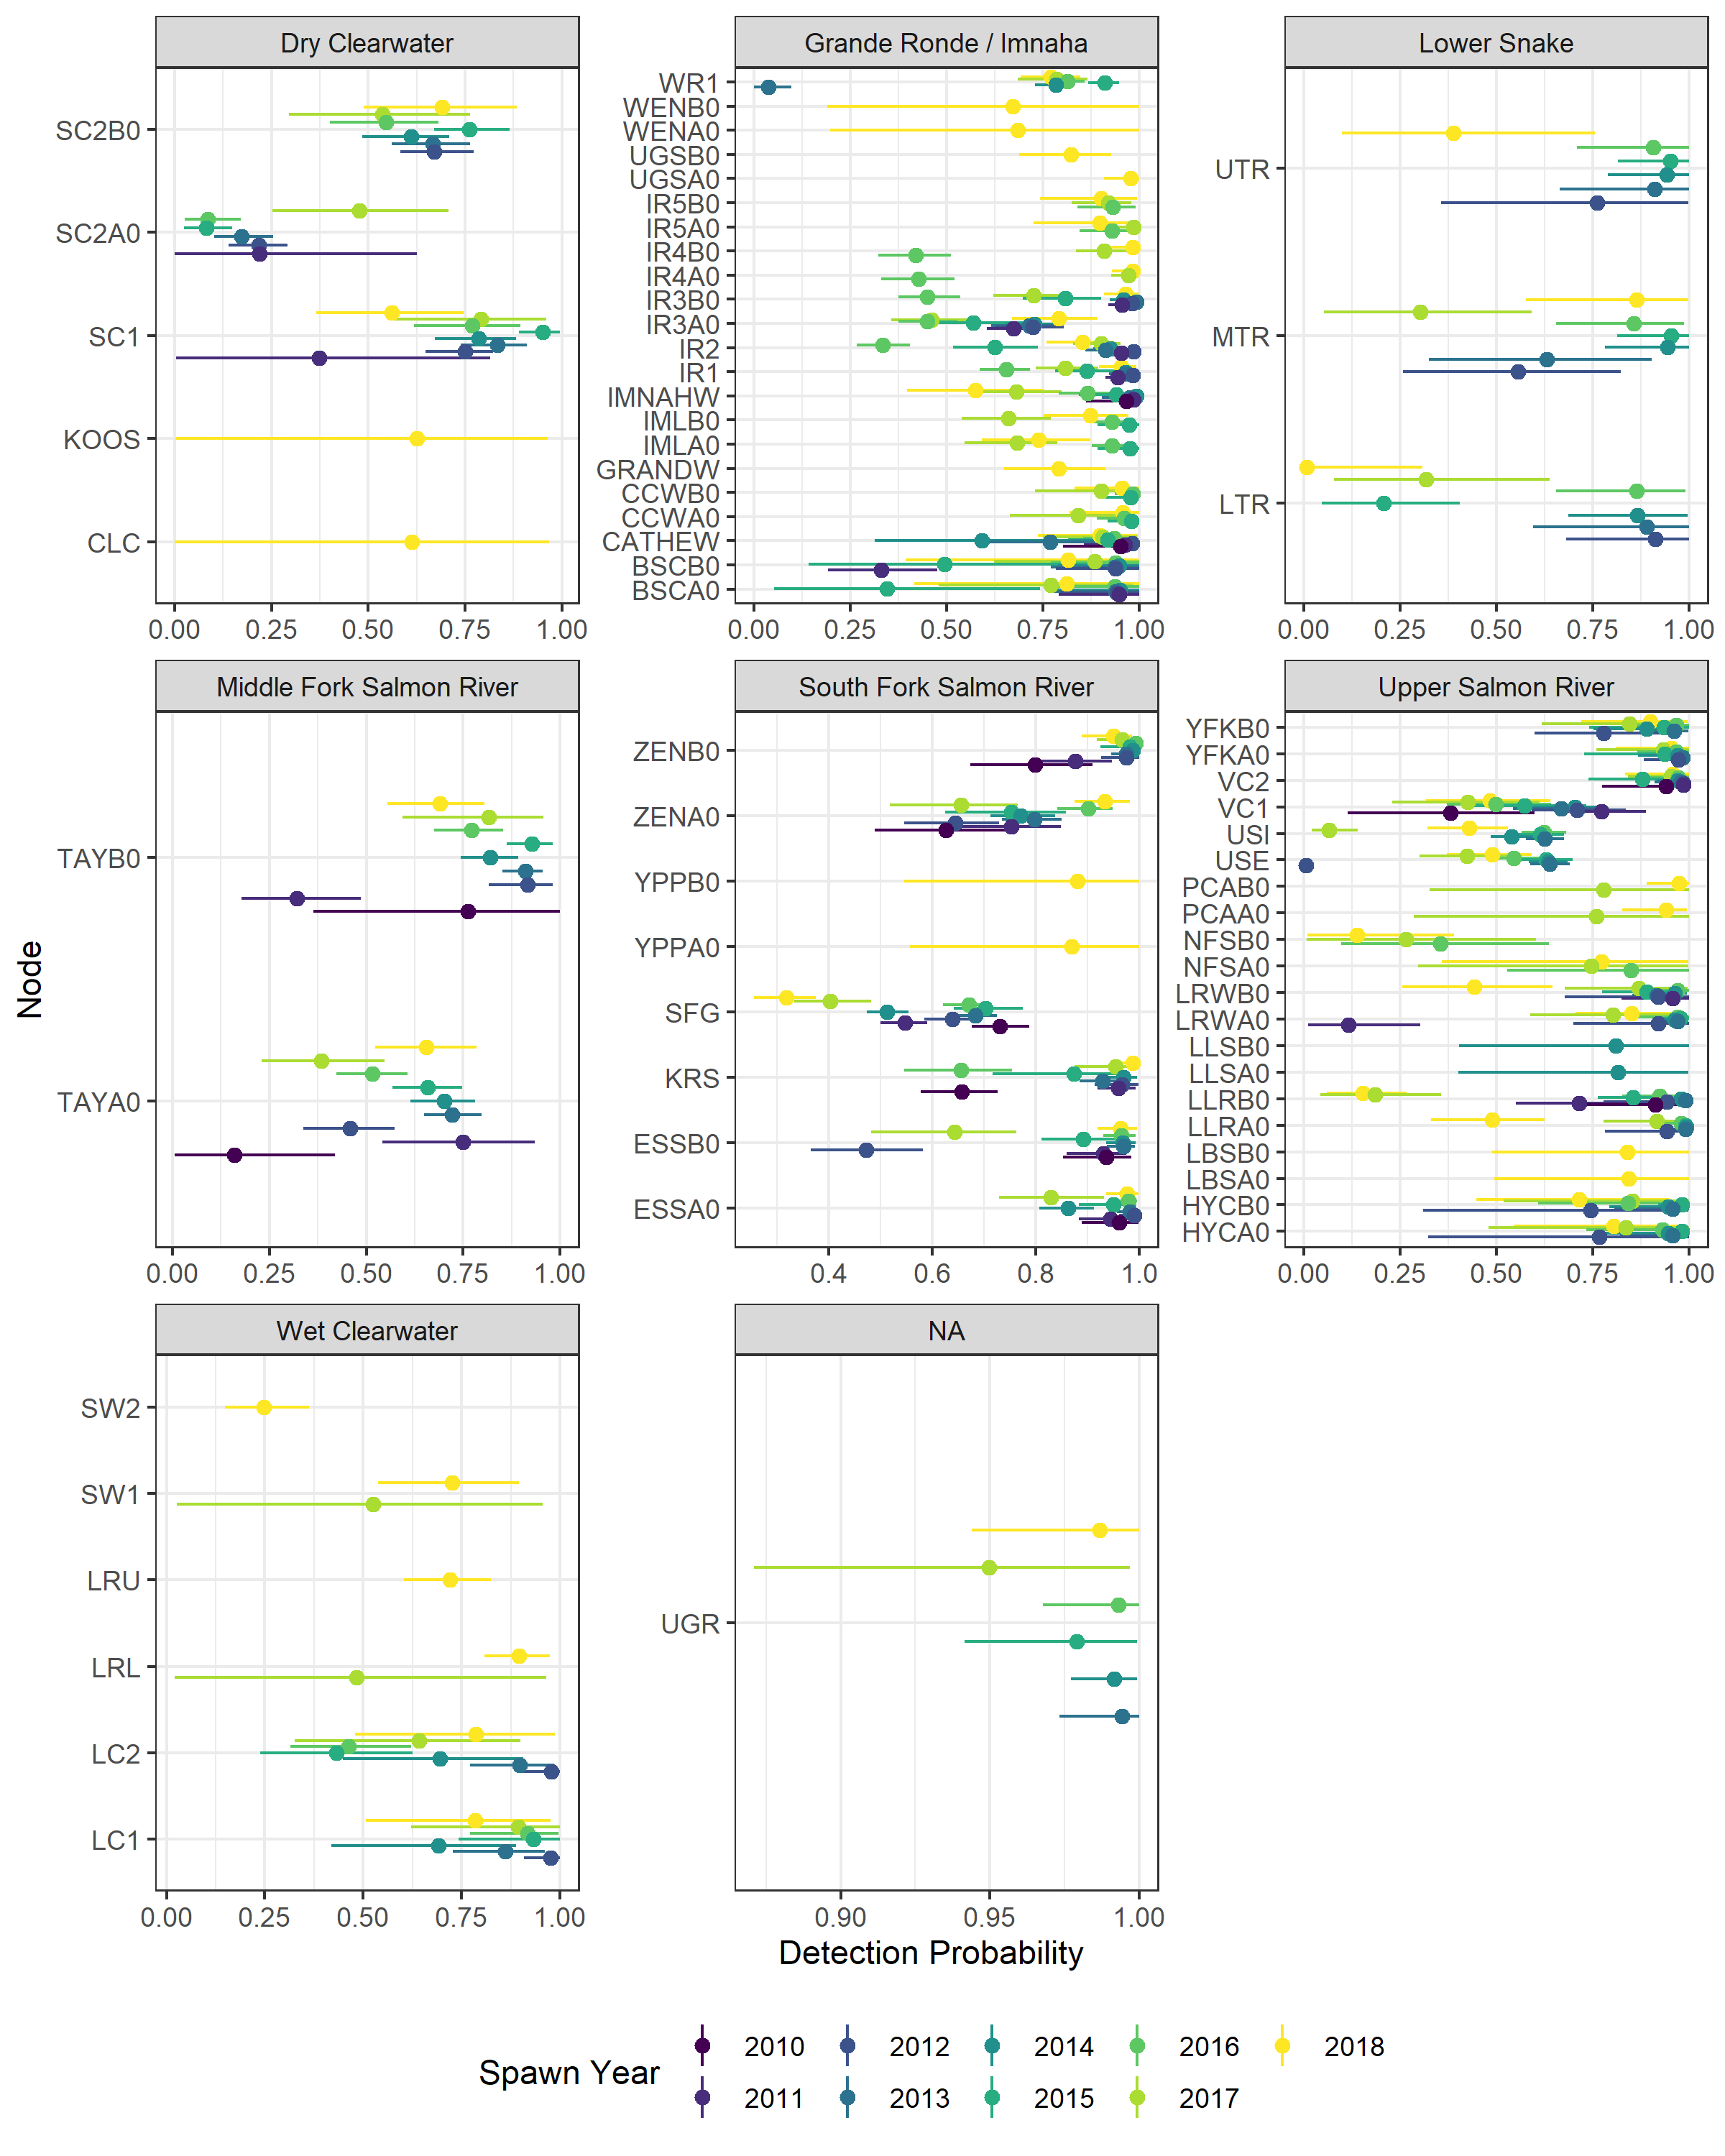 Dry Clearwater
SC2B0
SC2A0
SC1
KOOS
CLC
0.00 0.25 0.50 0.75 1.00
Grande Ronde / Imnaha
WR1
WENB0
WENA0
UGSB0
UGSA0
IR5B0
IR5A0
IR4B0
IR4A0
IR3B0
IR3A0
IR2
IR1
IMNAHW
IMLB0
IMLA0
GRANDW
CCWB0
CCWA0
CATHEW
BSCB0
BSCA0
0.00 0.25 0.50 0.75 1.00
Lower Snake
UTR
MTR
LTR
0.00 0.25 0.50 0.75 1.00
Node
Middle Fork Salmon River
TAYB0
TAYA0
0.00 0.25 0.50 0.75 1.00
South Fork Salmon River
ZENB0
ZENA0
YPPB0
YPPA0
SFG
KRS
ESSB0
ESSA0
0.4 0.6 0.8 1.0
Upper Salmon River
YFKB0
YFKA0
VC2
VC1
USI
USE
PCAB0
PCAA0
NFSB0
NFSA0
LRWB0
LRWA0
LLSB0
LLSA0
LLRB0
LLRA0
LBSB0
LBSA0
HYCB0
HYCA0
0.00 0.25 0.50 0.75 1.00
Wet Clearwater
SW2
SW1
LRU
LRL
LC2
LC1
0.00 0.25 0.50 0.75 1.00
NA
UGR
0.90 0.95 1.00
Detection Probability
Spawn Year
2010 2012 2014 2016 2018
2011 2013 2015 2017